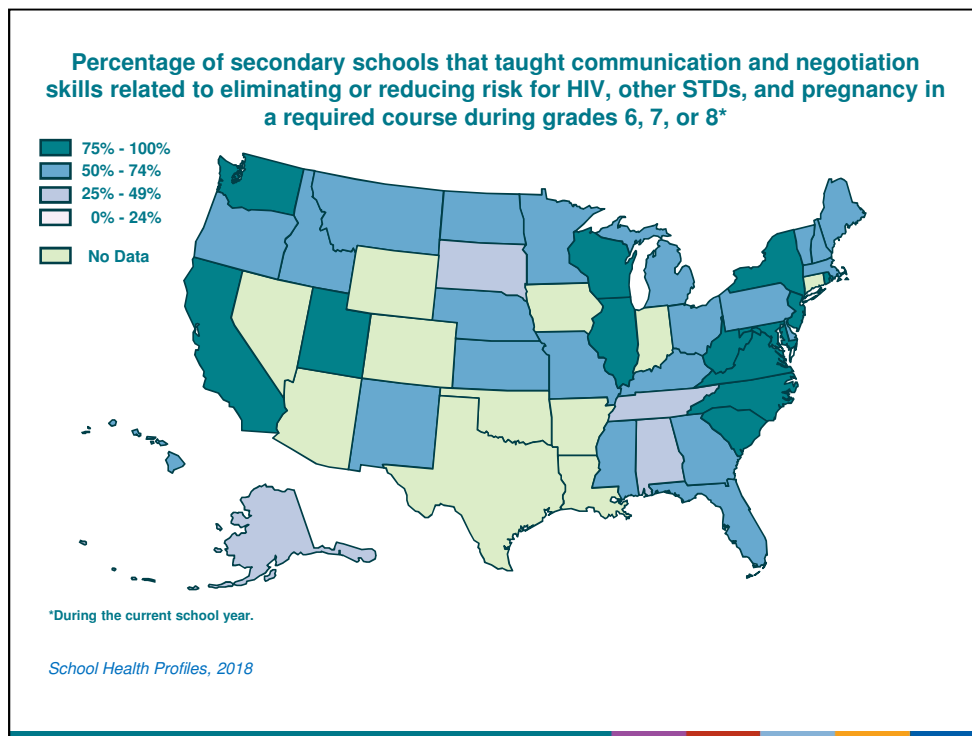 Percentage of secondary schools that taught communication and negotiation
skills related to eliminating or reducing risk for HIV, other STDs, and pregnancy in
a required course during grades 6, 7, or 8*
75% - 100%
50% - 74%
25% - 49%
0% - 24%
No Data
*During the current school year.
School Health Profiles, 2018